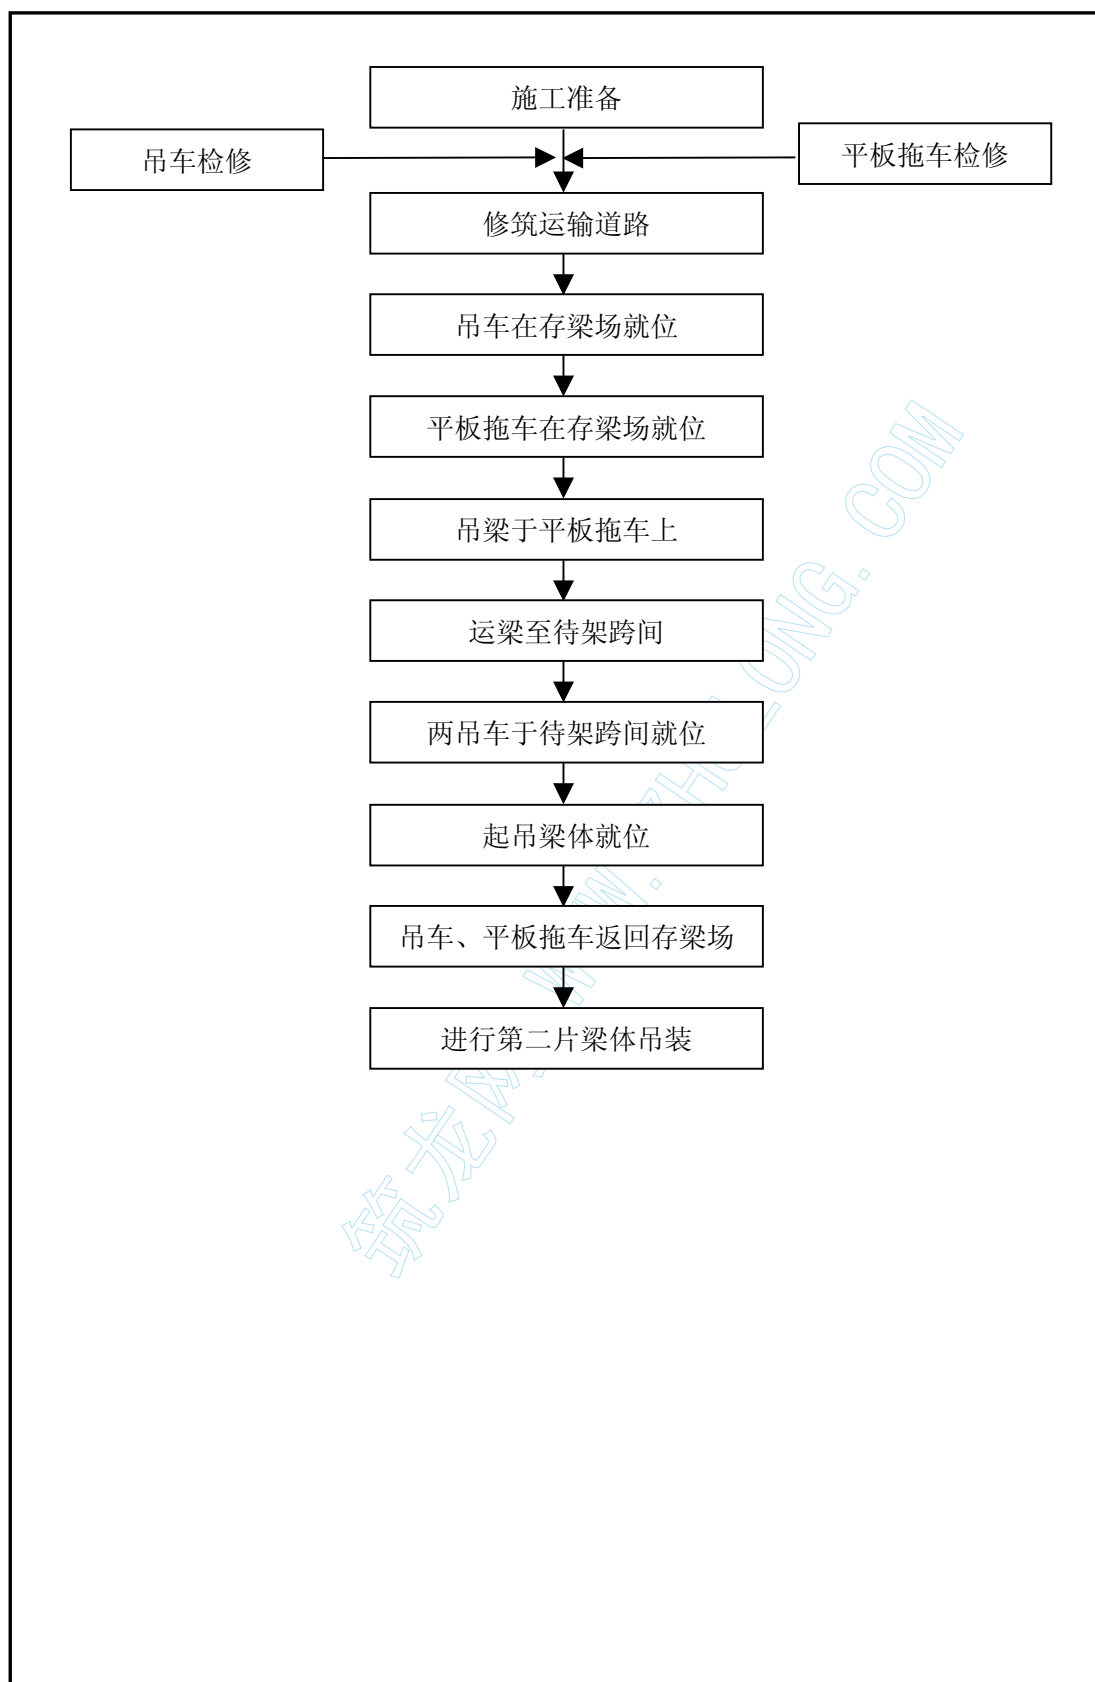 施工准备
吊车检修
平板拖车检修
修筑运输道路
吊车在存梁场就位
平板拖车在存梁场就位
吊梁于平板拖车上
运梁至待架跨间
两吊车于待架跨间就位
起吊梁体就位
吊车、平板拖车返回存梁场
进行第二片梁体吊装